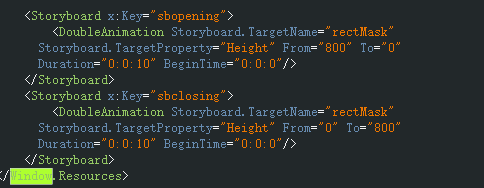 <Storyboard x:Key="sbopening">
<DoubleAnimation Storyboard.TargetName="rectMask"
Storyboard.TargetProperty="Height" From="800" To="0"
Duration="0:0:10" BeginTime="0:0:0"/>
</Storyboard>
<Storyboard x:Key="sbclosing">
<DoubleAnimation Storyboard.TargetName="rectMask"
Storyboard.TargetProperty="Height" From="0" To="800"
Duration="0:0:10" BeginTime="0:0:0"/>
</Storyboard>
</Window.Resources>